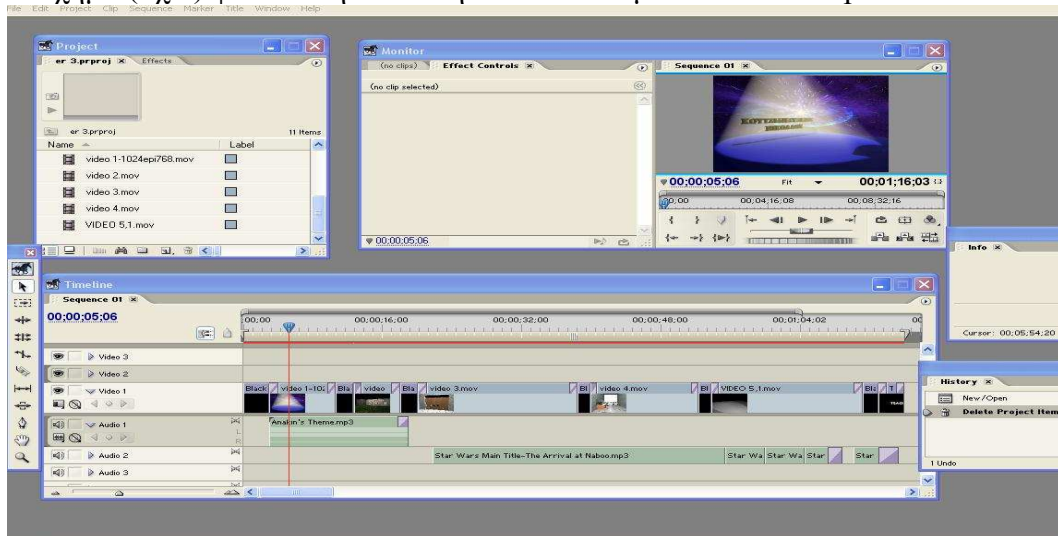 File Edit Project Clip Sequence Marker Title Window Help
Project
er 3.prproj Effects
er 3.prproj 11 Items
Name Label
video 1-1024epi768.mov
video 2.mov
video 3.mov
video 4.mov
VIDEO 5,1.mov
Monitor
(no clips) Effect Controls
(no clip selected)
00;00;05;06
Sequence 01
00;00;05;06 Fit 00;01;16;03
00;00 00;04;16;08 00;08;32;16
Info
Cursor: 00;05;54;20
Timeline
Sequence 01
00;00;05;06
00;00 00;00;16;00 00;00;32;00 00;00;48;00 00;01;04;02 00
Video 3
Video 2
Video 1
Black video 1-102 Bla video Bla video 3.mov Bl video 4.mov Bl VIDEO 5,1.mov Bla T
Audio 1
Anakin's Theme.mp3
L
R
Audio 2
Star Wars Main Title-The Arrival at Naboo.mp3 Star Wa Star Wa Star Star
Audio 3
History
New/Open
Delete Project Item
1 Undo